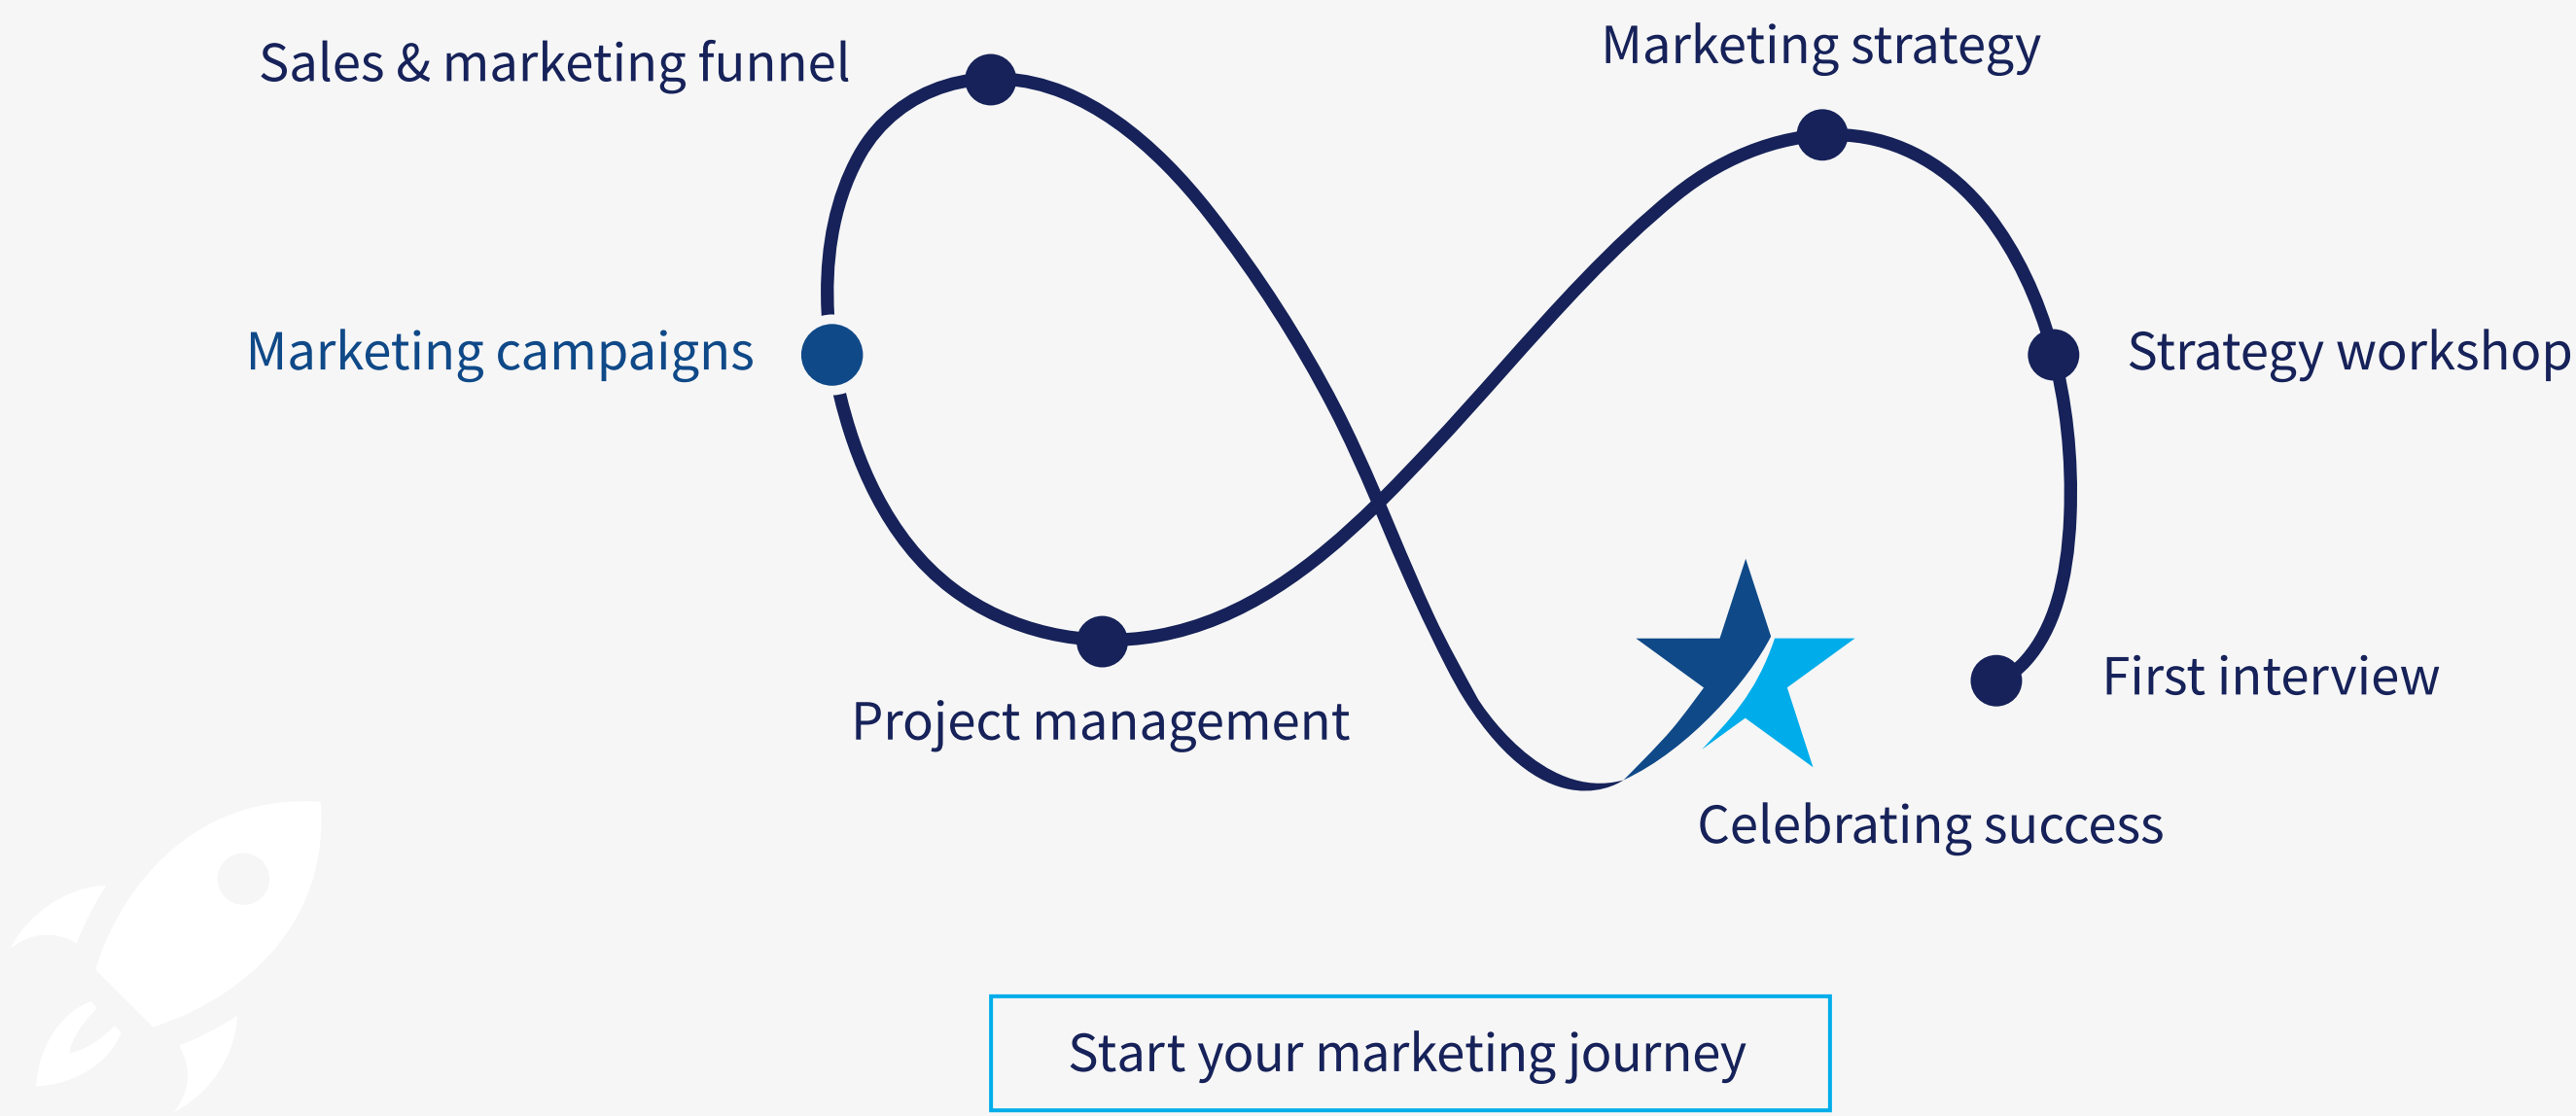 Marketing strategy
Sales & marketing funnel
Marketing campaigns
Strategy workshop
First interview
Project management
Celebrating success
Start your marketing journey